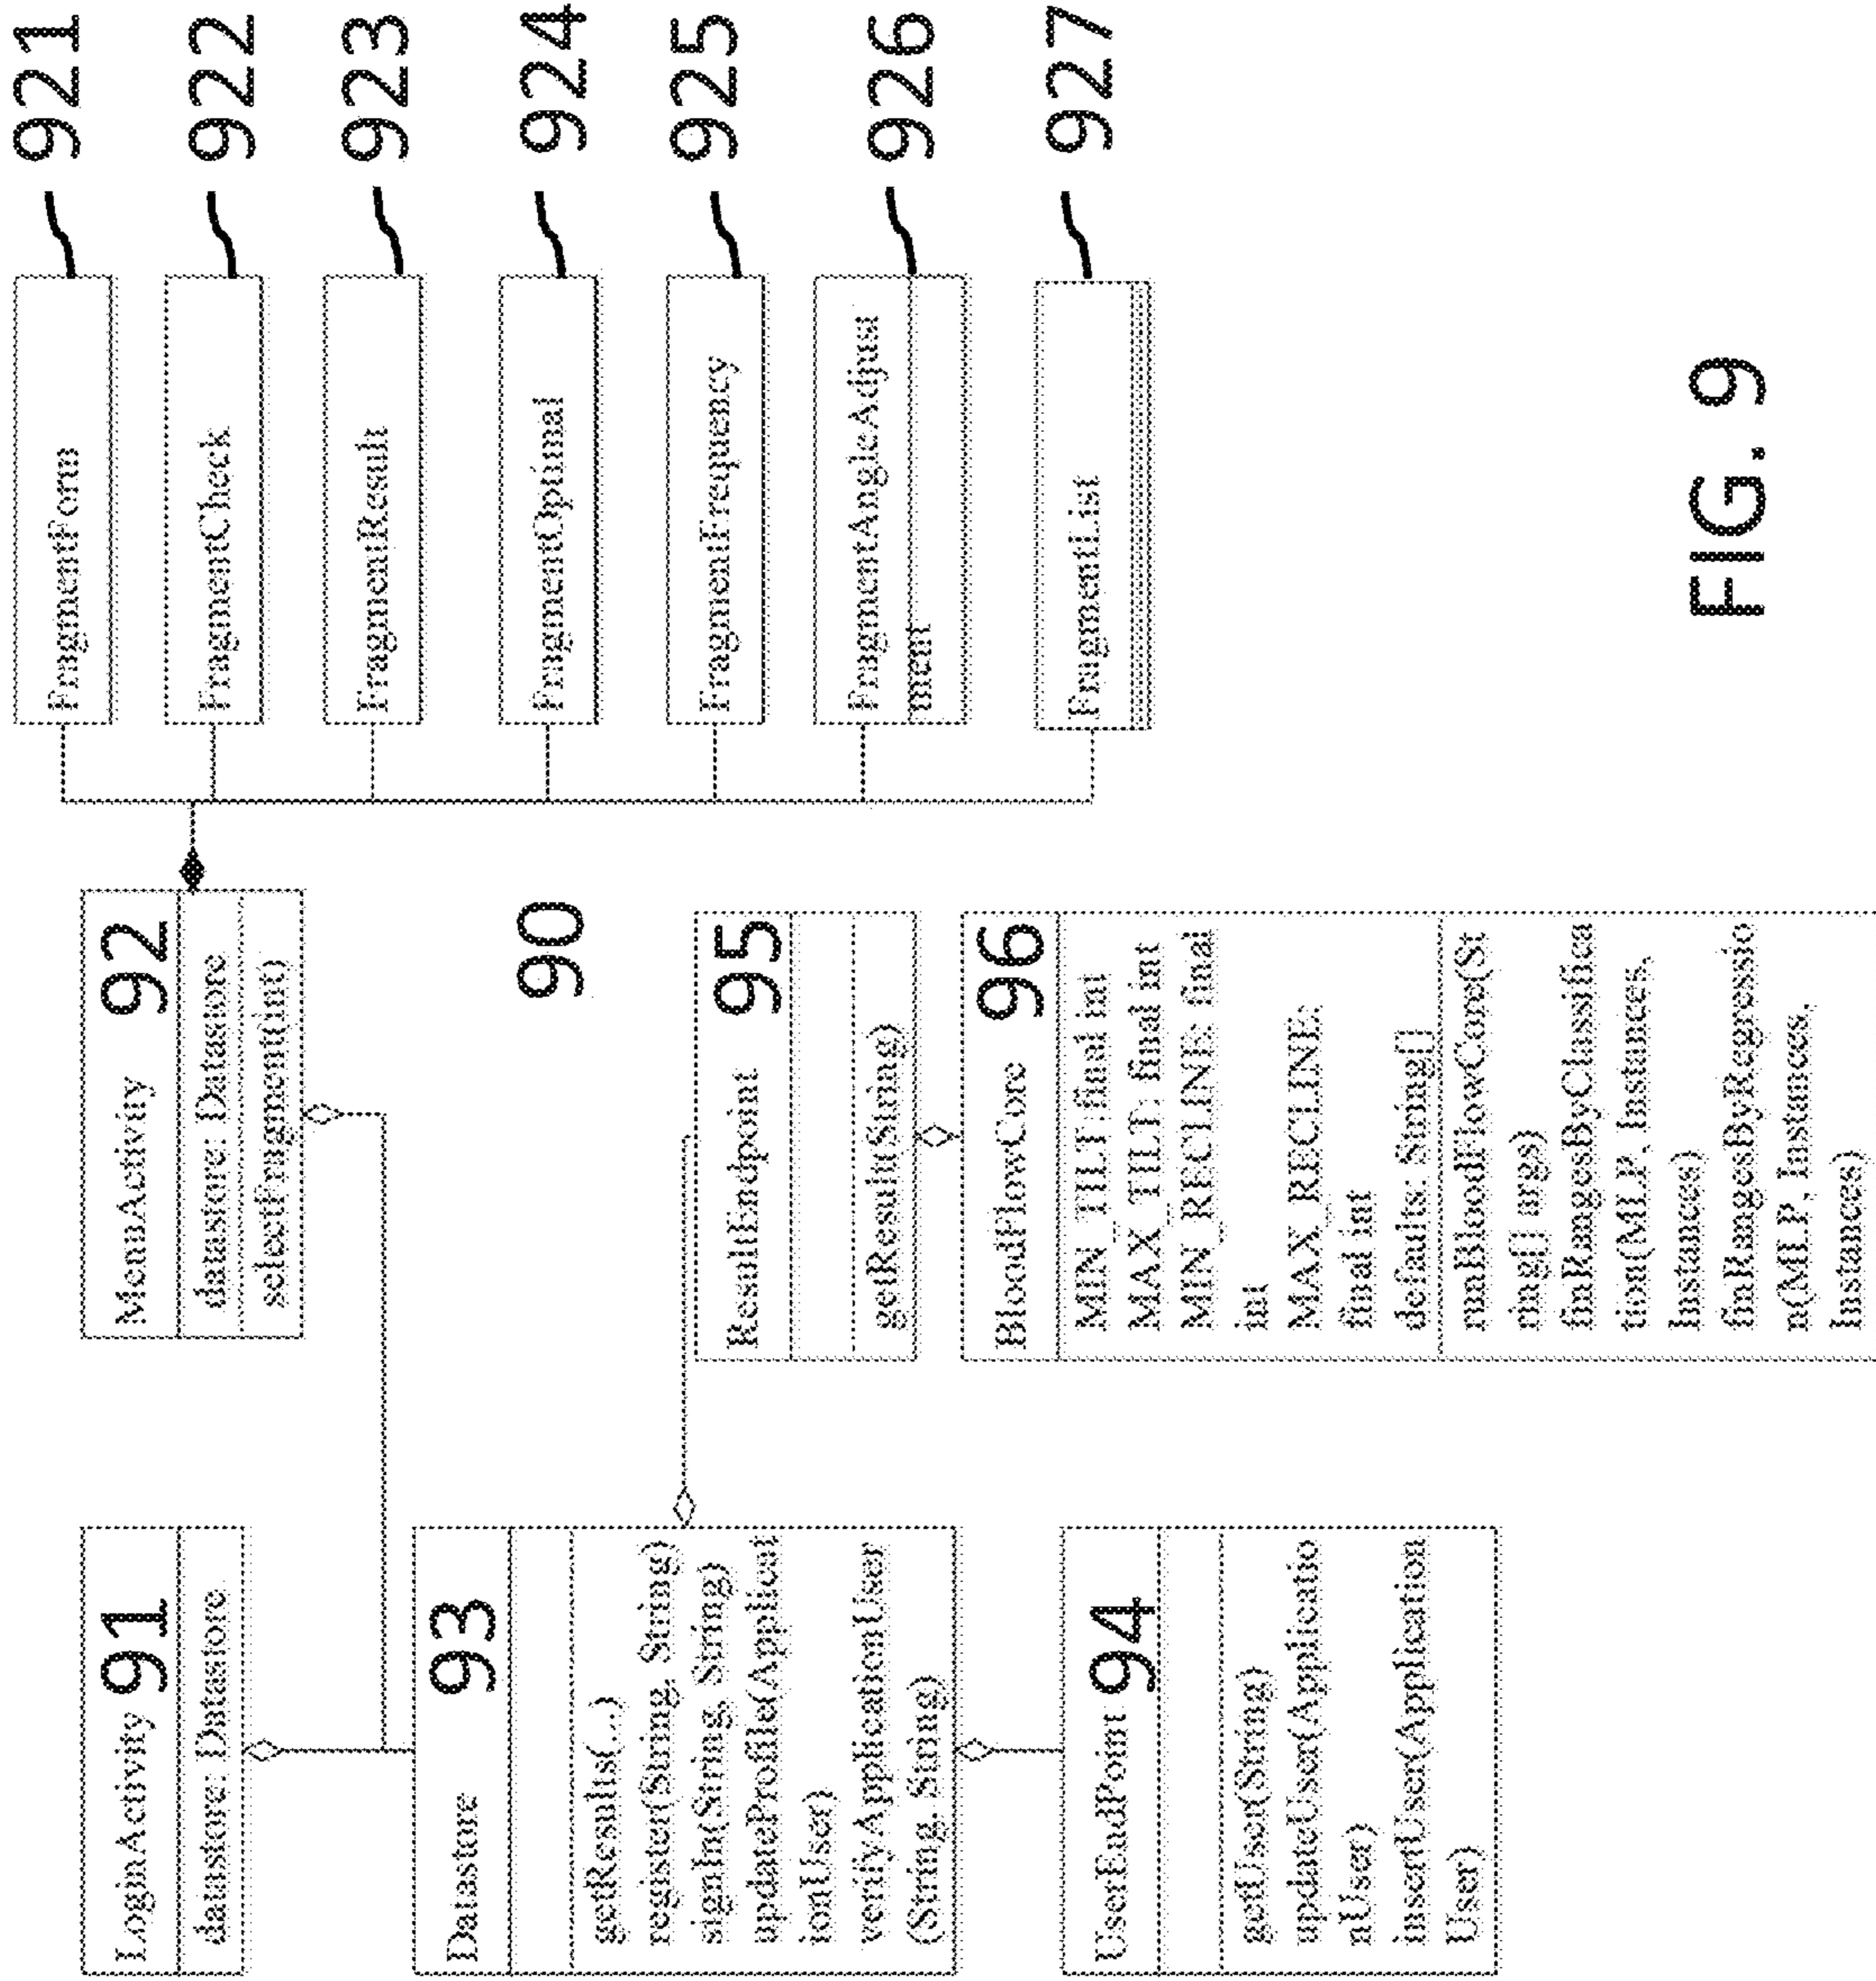 LoginActivity 91
datastore: Datastore
MenuActivity 92
datastore: Datastore
selectFragment(int)
Datastore 93
getResults(...)
register(String, String)
signIn(String, String)
updateProfile(Applicat
ionUser)
verifyApplicationUser
(String, String)
UserEndPoint 94
getUser(String)
updateUser(Applicatio
nUser)
insertUser(Application
User)
90
ResultEndpoint 95
getResult(String)
BloodFlowCore 96
MIN_TILT: final int
MAX_TILT: final int
MIN_RECLINE: final
int
MAX_RECLINE:
final int
defaults: String[]
runBloodFlowCore(St
ring[] args)
findRangesByClassifica
tion(MLP, Instances,
Instances)
findRangesByRegressio
n(MLP, Instances,
Instances)
FragmentForm 921
FragmentCheck 922
FragmentResult 923
FragmentOptimal 924
FragmentFrequency 925
FragmentAngleAdjust 926
ment
FragmentList 927
FIG. 9